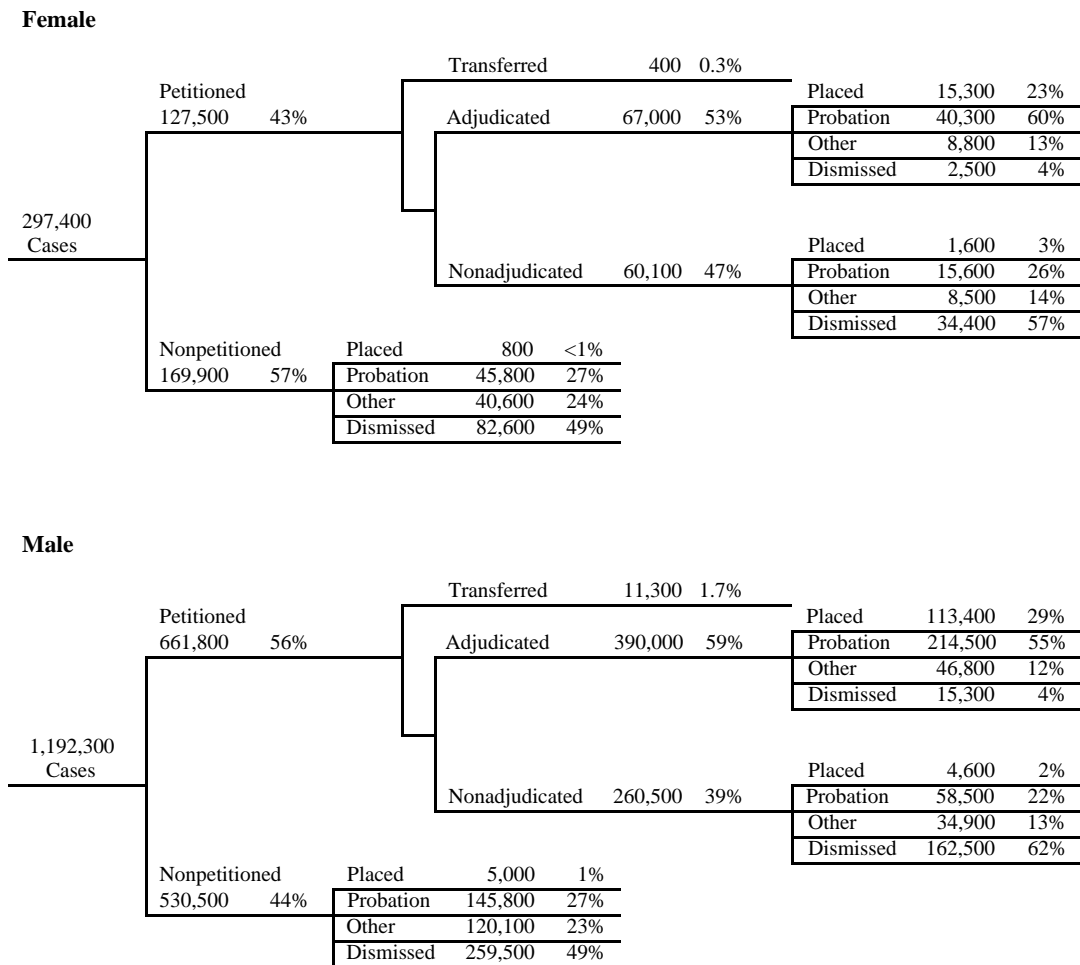 Female
Transferred 400 0.3%
Petitioned
127,500 43%
Adjudicated 67,000 53%
Placed 15,300 23%
Probation 40,300 60%
Other 8,800 13%
Dismissed 2,500 4%
297,400
Cases
Nonadjudicated 60,100 47%
Placed 1,600 3%
Probation 15,600 26%
Other 8,500 14%
Dismissed 34,400 57%
Nonpetitioned
169,900 57%
Placed 800 <1%
Probation 45,800 27%
Other 40,600 24%
Dismissed 82,600 49%
Male
Transferred 11,300 1.7%
Petitioned
661,800 56%
Adjudicated 390,000 59%
Placed 113,400 29%
Probation 214,500 55%
Other 46,800 12%
Dismissed 15,300 4%
1,192,300
Cases
Nonadjudicated 260,500 39%
Placed 4,600 2%
Probation 58,500 22%
Other 34,900 13%
Dismissed 162,500 62%
Nonpetitioned
530,500 44%
Placed 5,000 1%
Probation 145,800 27%
Other 120,100 23%
Dismissed 259,500 49%